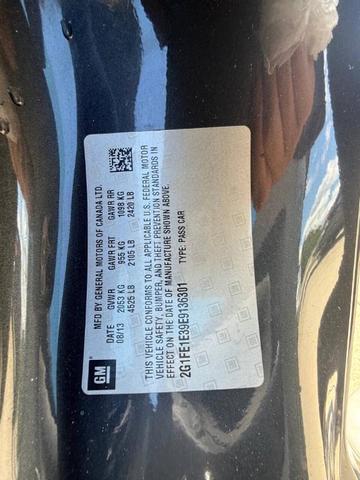 GM
MFD BY GENERAL MOTORS OF CANADA LTD.
DATE GVWR GAWR FRT GAWR RR
08/13 2053 KG 955 KG 1098 KG
4525 LB 2105 LB 2420 LB
THIS VEHICLE CONFORMS TO ALL APPLICABLE U.S. FEDERAL MOTOR
VEHICLE SAFETY, BUMPER, AND THEFT PREVENTION STANDARDS IN
EFFECT ON THE DATE OF MANUFACTURE SHOWN ABOVE.
2G1FE1E39E9136301 TYPE: PASS CAR